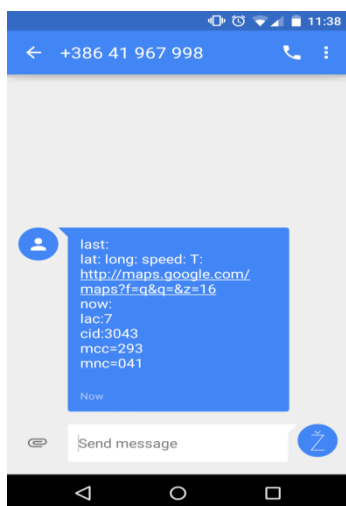 11:38
+386 41 967 998
last:
lat: long: speed: T:
http://maps.google.com/
maps?f=q&q=&z=16
now:
lac:7
cid:3043
mcc=293
mnc=041
Now
Send message
Ž